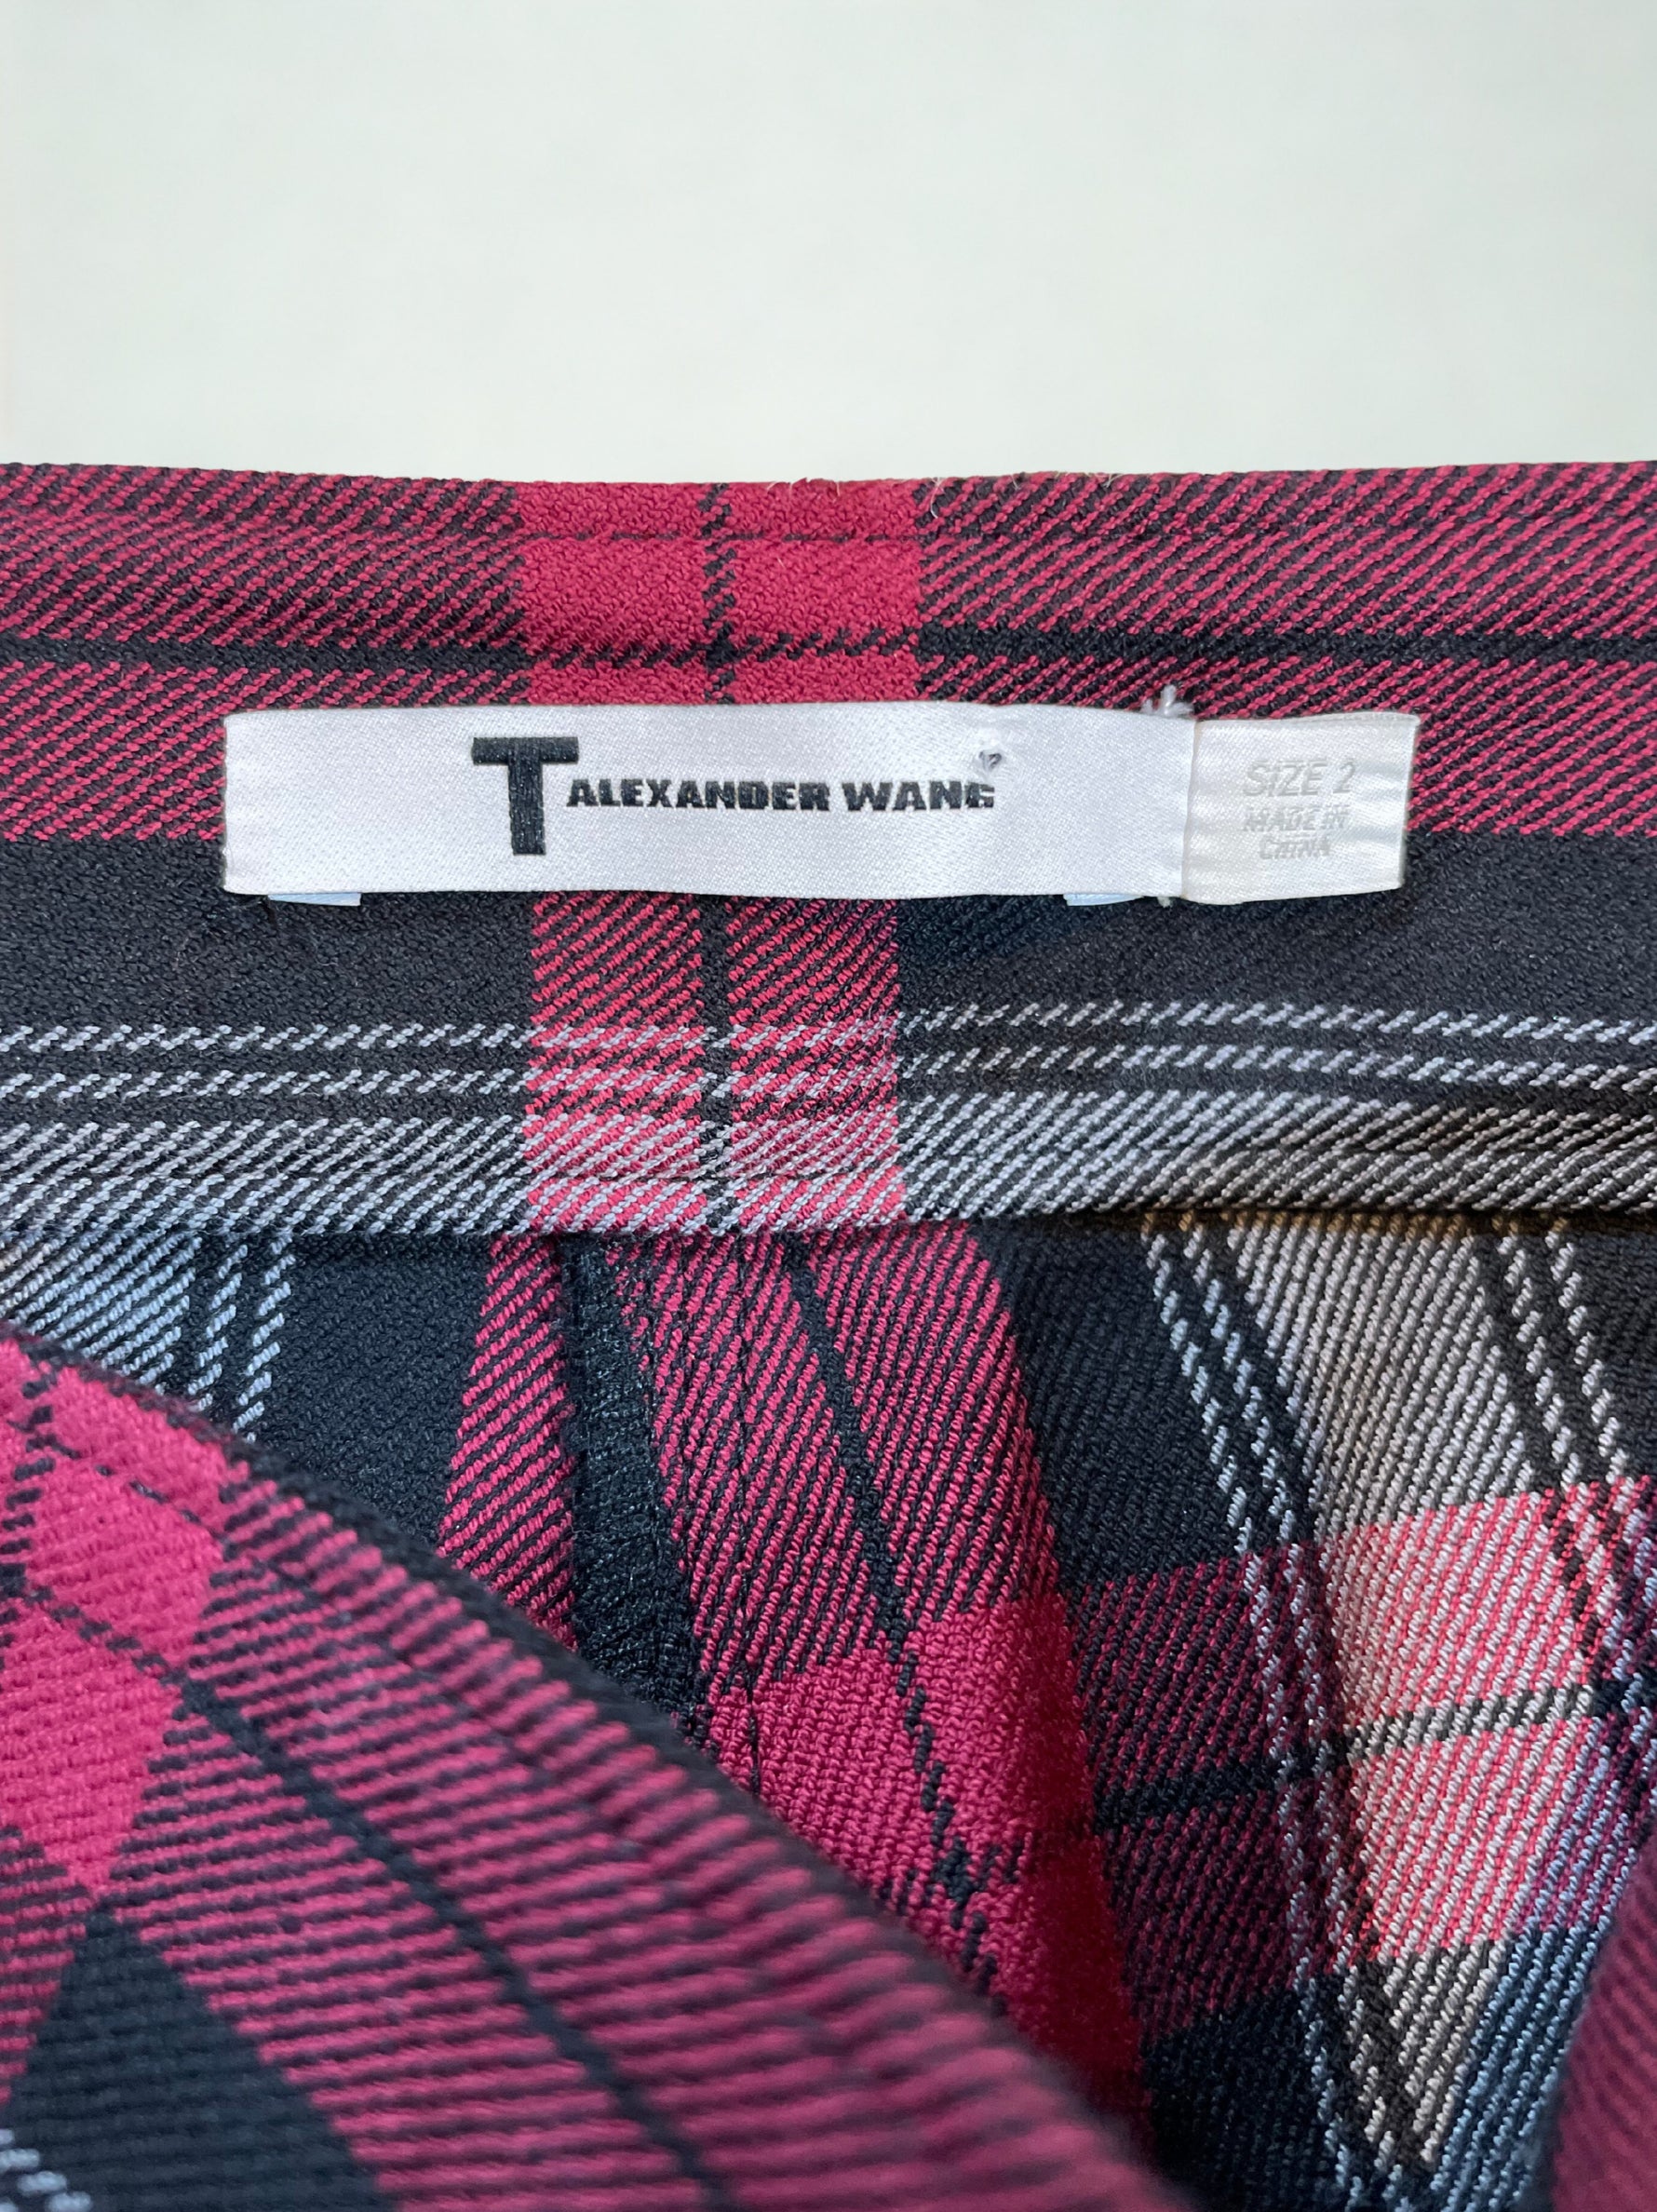 T ALEXANDER WANG
SIZE 2
MADE IN
CHINA